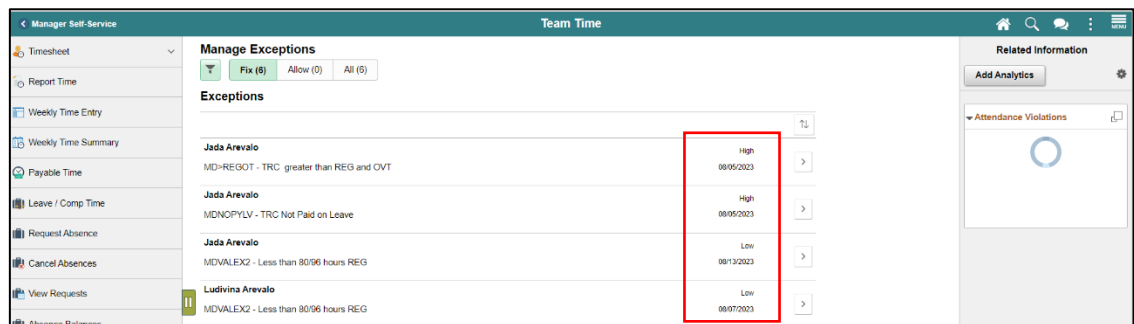 Manager Self-Service
Team Time
MENU
Timesheet
Report Time
Weekly Time Entry
Weekly Time Summary
Payable Time
Leave / Comp Time
Request Absence
Cancel Absences
View Requests
Absence Balances
Manage Exceptions
Fix (6) Allow (0) All (6)
Exceptions
Jada Arevalo
High
MD>REGOT - TRC greater than REG and OVT
08/05/2023
Jada Arevalo
High
MDNOPYLV - TRC Not Paid on Leave
08/05/2023
Jada Arevalo
Low
MDVALEX2 - Less than 80/96 hours REG
08/13/2023
Ludivina Arevalo
Low
MDVALEX2 - Less than 80/96 hours REG
08/07/2023
Related Information
Add Analytics
Attendance Violations